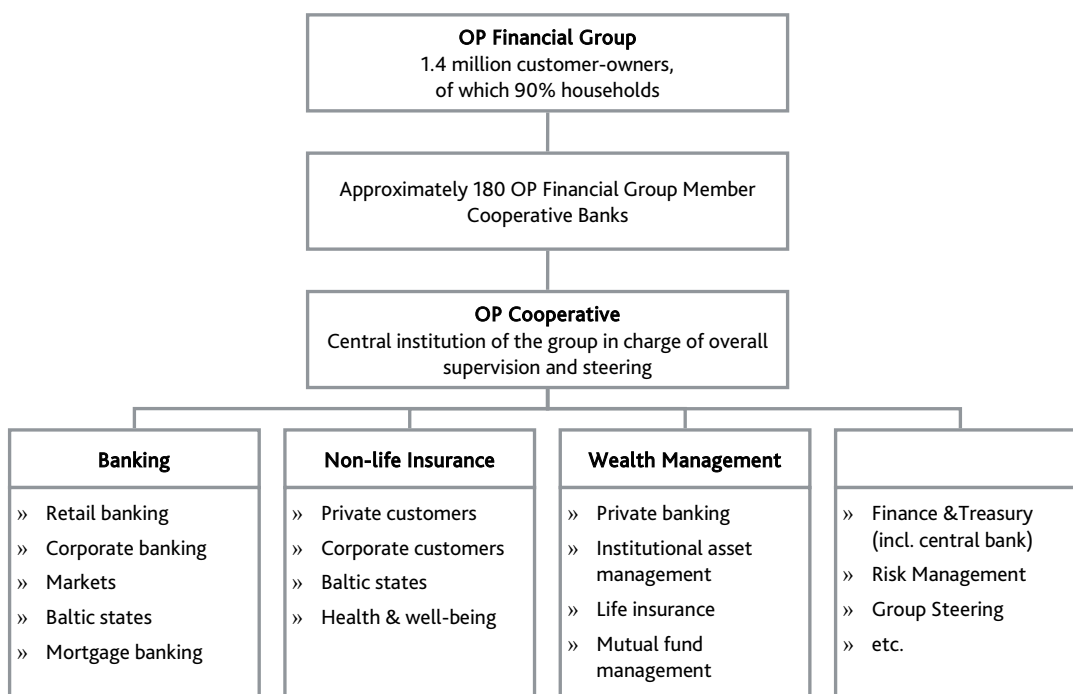 OP Financial Group
1.4 million customer-owners,
of which 90% households
Approximately 180 OP Financial Group Member
Cooperative Banks
OP Cooperative
Central institution of the group in charge of overall
supervision and steering
Banking
» Retail banking
» Corporate banking
» Markets
» Baltic states
» Mortgage banking
Non-life Insurance
» Private customers
» Corporate customers
» Baltic states
» Health & well-being
Wealth Management
» Private banking
» Institutional asset
management
» Life insurance
» Mutual fund
management
» Finance &Treasury
(incl. central bank)
» Risk Management
» Group Steering
» etc.